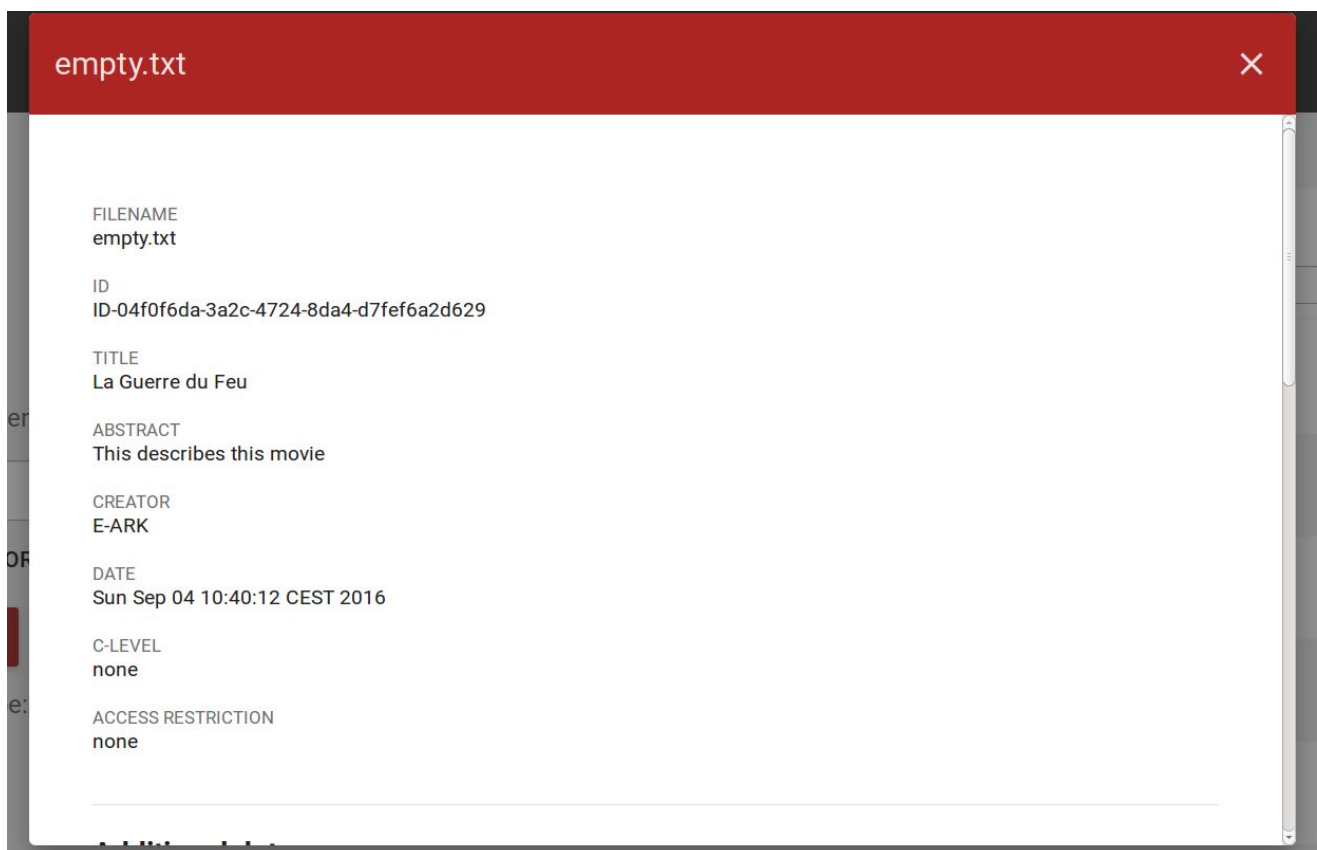 empty.txt
FILENAME
empty.txt
ID
ID-04f0f6da-3a2c-4724-8da4-d7fef6a2d629
TITLE
La Guerre du Feu
ABSTRACT
This describes this movie
CREATOR
E-ARK
DATE
Sun Sep 04 10:40:12 CEST 2016
C-LEVEL
none
ACCESS RESTRICTION
none